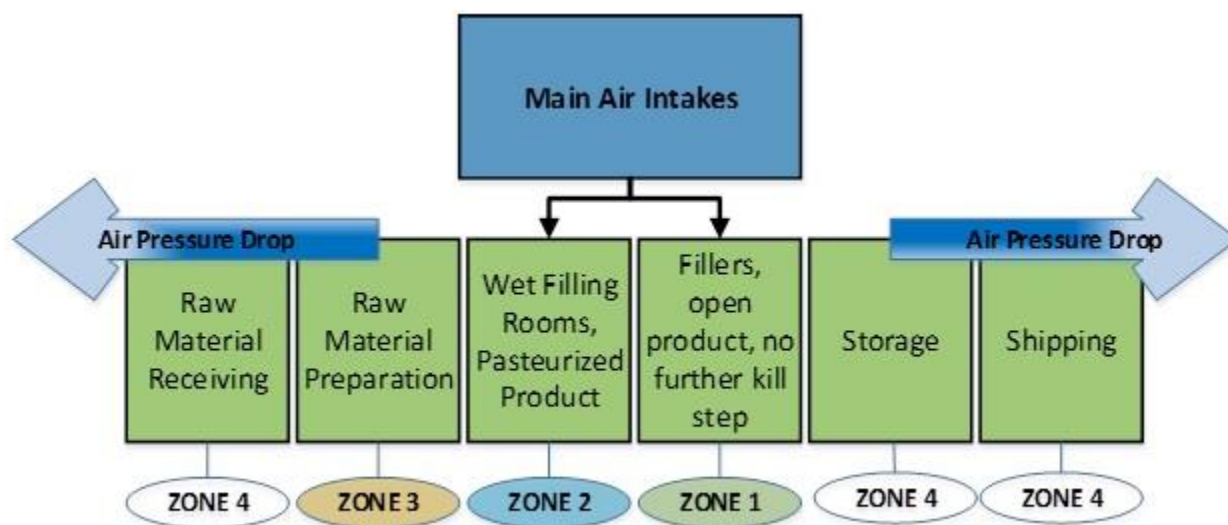 Main Air Intakes
Air Pressure Drop
Air Pressure Drop
Raw
Material
Receiving
Raw
Material
Preparation
Wet Filling
Rooms,
Pasteurized
Product
Fillers,
open
product, no
further kill
step
Storage
Shipping
ZONE 4
ZONE 3
ZONE 2
ZONE 1
ZONE 4
ZONE 4